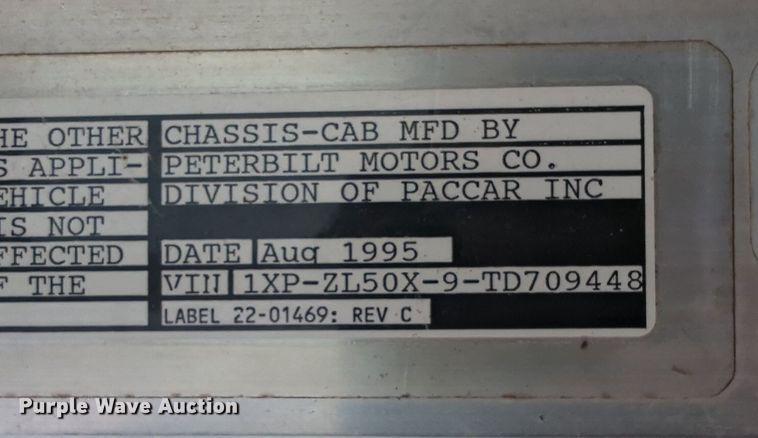 HE OTHER
S APPLI-
EHICLE
IS NOT
FFECTED
F THE
CHASSIS-CAB MFD BY
PETERBILT MOTORS CO.
DIVISION OF PACCAR INC
DATE Aug 1995
VIN 1XP-ZL50X-9-TD709448
LABEL 22-01469: REV C
Purple Wave Auction